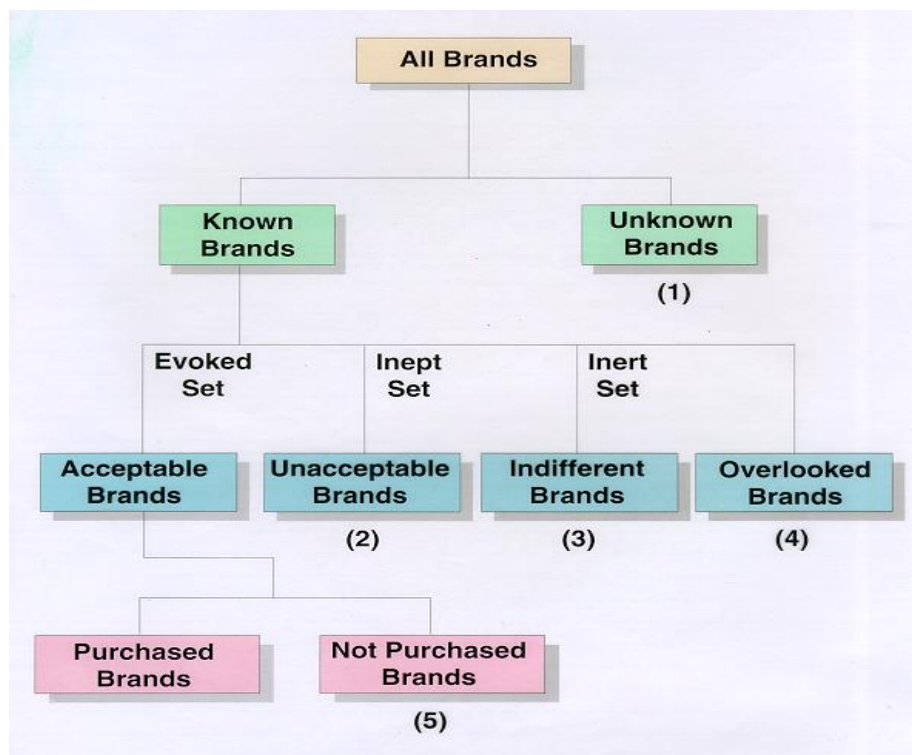 All Brands
Known
Brands
Unknown
Brands
(1)
Evoked
Set
Inept
Set
Inert
Set
Acceptable
Brands
Unacceptable
Brands
(2)
Indifferent
Brands
(3)
Overlooked
Brands
(4)
Purchased
Brands
Not Purchased
Brands
(5)